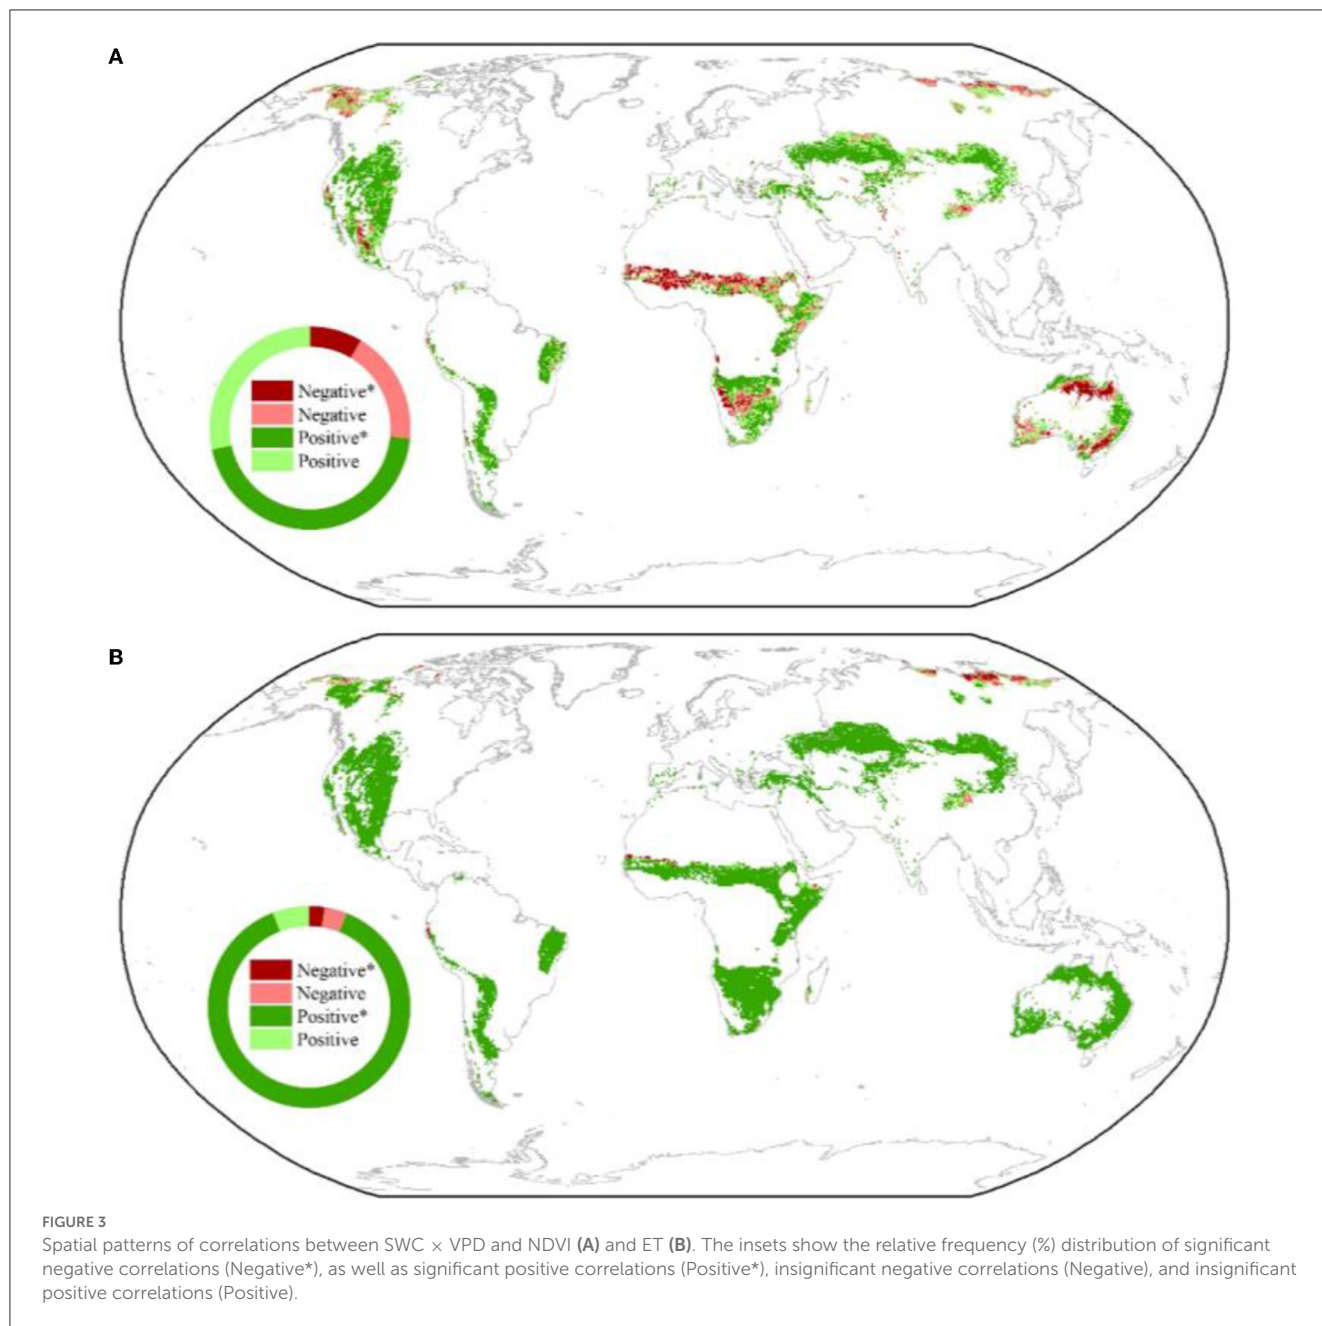 A
Negative*
Negative
Positive*
Positive
B
Negative*
Negative
Positive*
Positive
FIGURE 3
Spatial patterns of correlations between SWC × VPD and NDVI (A) and ET (B). The insets show the relative frequency (%) distribution of significant
negative correlations (Negative*), as well as significant positive correlations (Positive*), insignificant negative correlations (Negative), and insignificant
positive correlations (Positive).